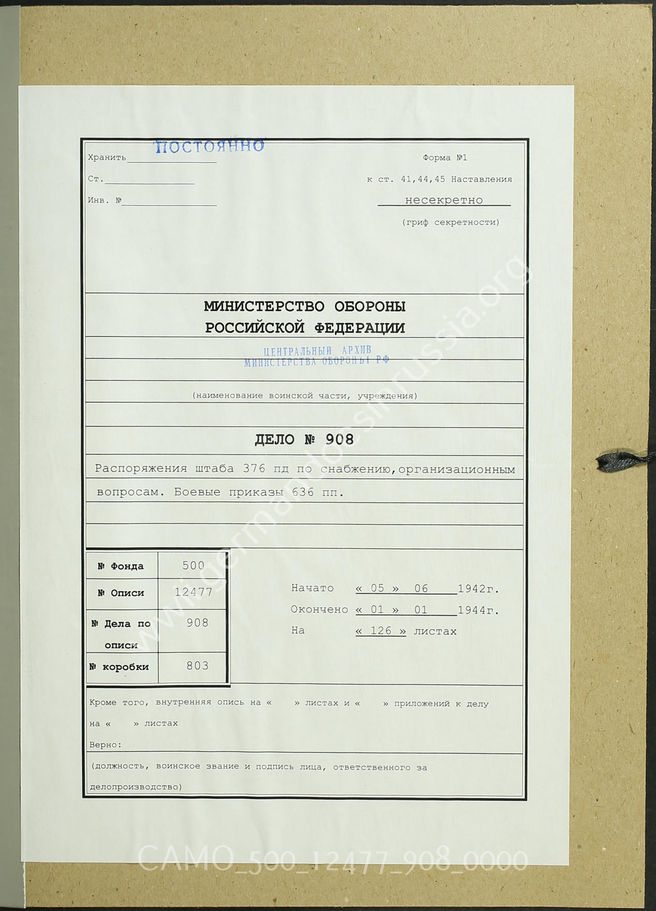 ПОСТОЯННО
Хранить
Форма №1
Ст.
к ст. 41,44,45 Наставления
Инв. №
несекретно
(гриф секретности)
МИНИСТЕРСТВО ОБОРОНЫ
РОССИЙСКОЙ ФЕДЕРАЦИИ
ЦЕНТРАЛЬНЫЙ АРХИВ
МИНИСТЕРСТВА ОБОРОНЫ РФ
(наименование воинской части, учреждения)
ДЕЛО № 908
Распоряжения штаба 376 пд по снабжению,организационным
вопросам. Боевые приказы 636 пп.
№ Фонда 500
№ Описи 12477
№ Дела по описи 908
№ коробки 803
Начато « 05 » 06 1942г.
Окончено « 01 » 01 1944г.
На « 126 » листах
Кроме того, внутренняя опись на « » листах и « » приложений к делу
на « » листах
Верно:
(должность, воинское звание и подпись лица, ответственного за
делопроизводство)
www.germandocsinrussia.org
CAMO_500_12477_908_0000